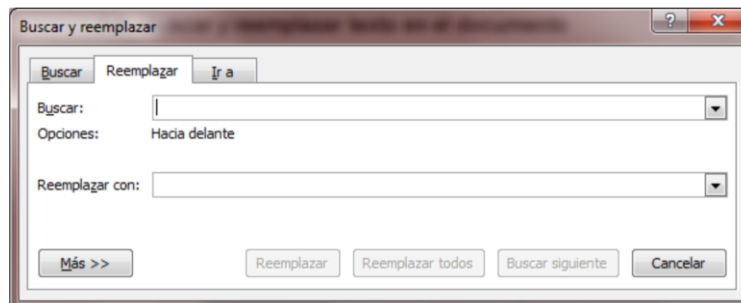 Buscar y reemplazar
Buscar Reemplazar Ir a
Buscar:
Opciones: Hacia delante
Reemplazar con:
Más >> Reemplazar Reemplazar todos Buscar siguiente Cancelar